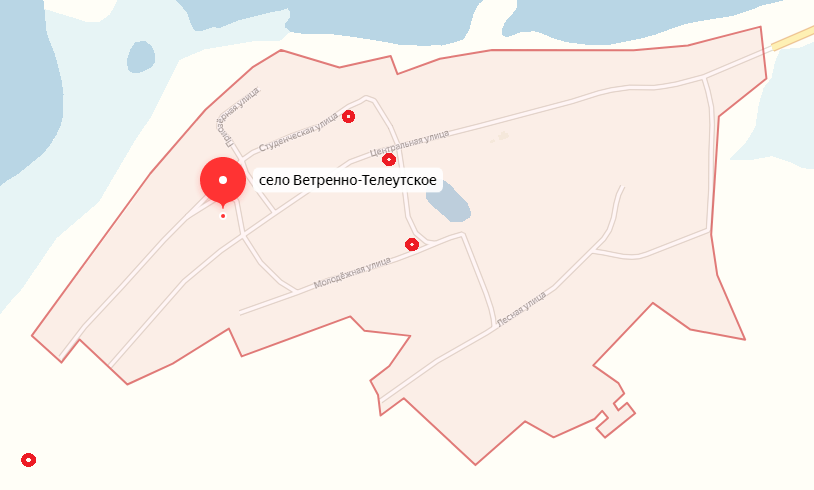 Студенческая улица
Центральная улица
село Ветренно-Телеутское
Молодёжная улица
Лесная улица